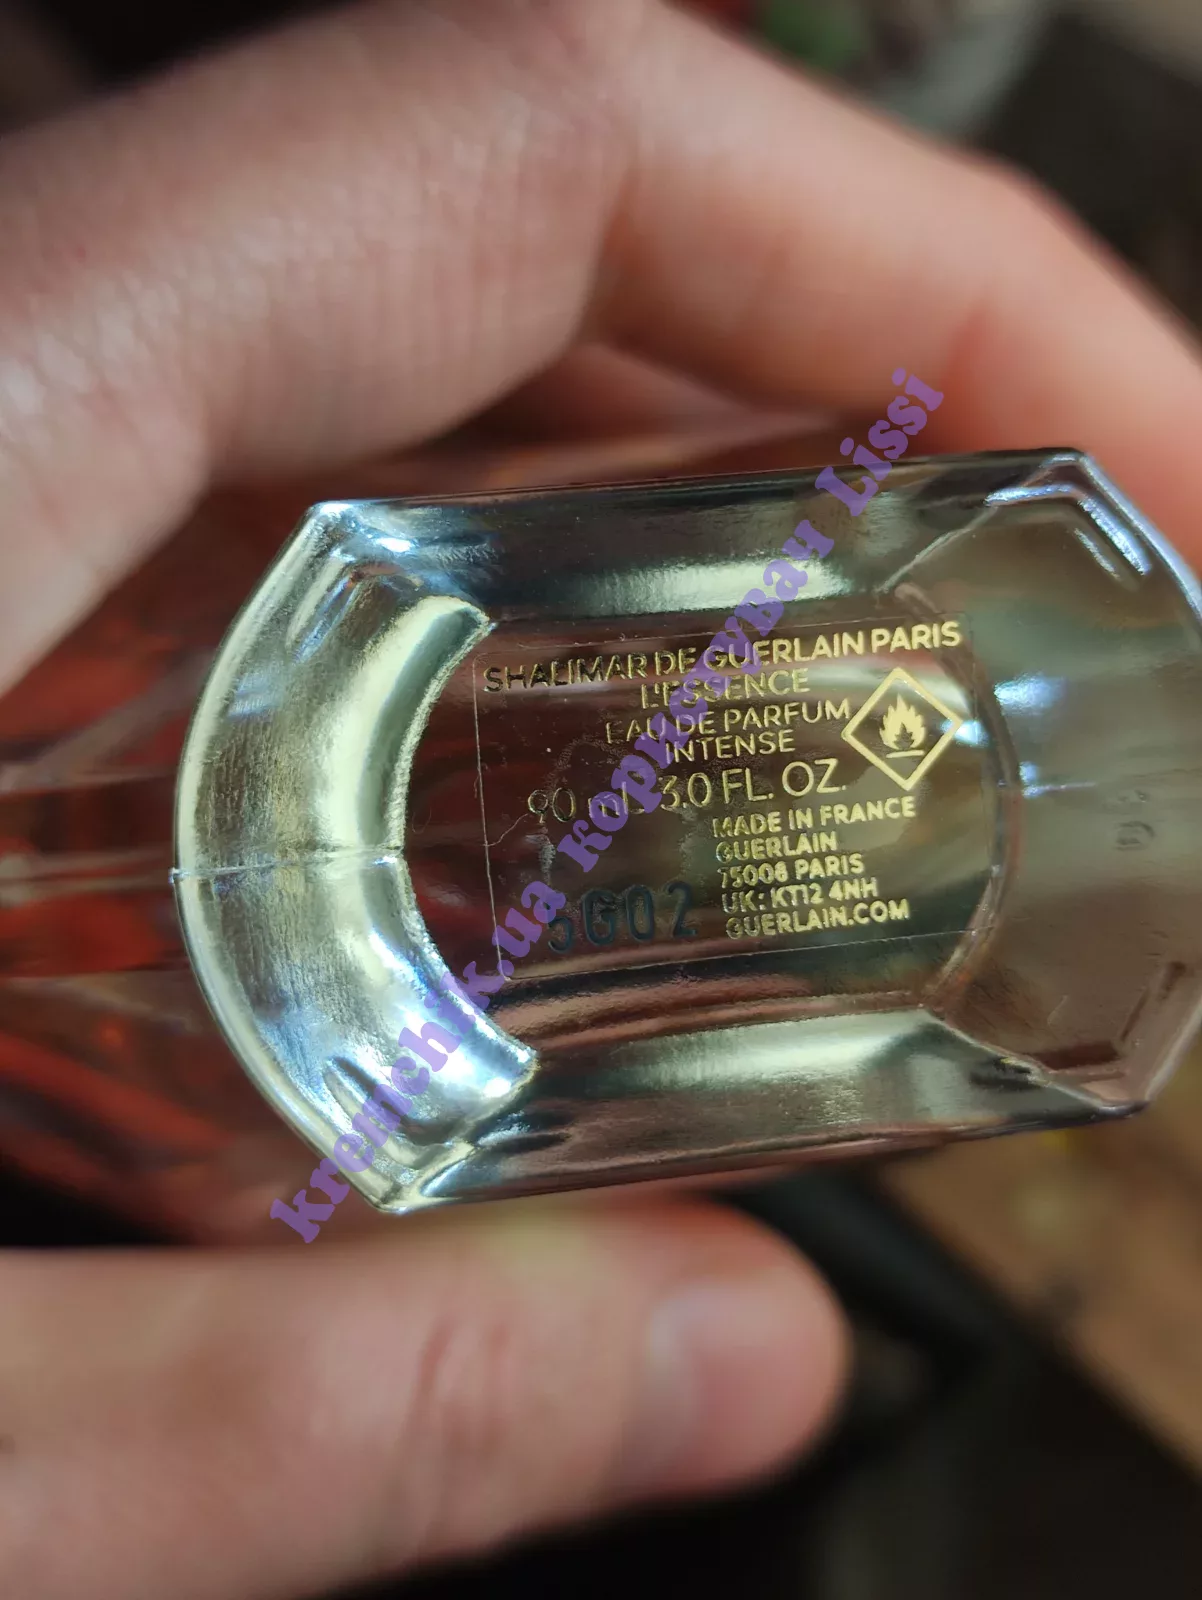 SHALIMAR DE GUERLAIN PARIS
L'ESSENCE
EAU DE PARFUM
INTENSE
90 ml 3.0 FL. OZ.
MADE IN FRANCE
GUERLAIN
75008 PARIS
UK: KT12 4NH
GUERLAIN.COM
5G02
kremchik.ua користувач Lissi